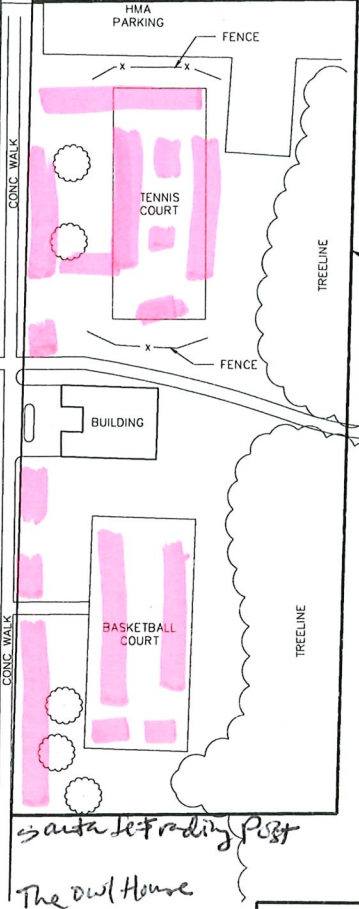 HMA
PARKING
FENCE
CONC WALK
TENNIS
COURT
TREELINE
FENCE
BUILDING
CONC WALK
BASKETBALL
COURT
TREELINE
Santa Fe Trading Post
The Owl House